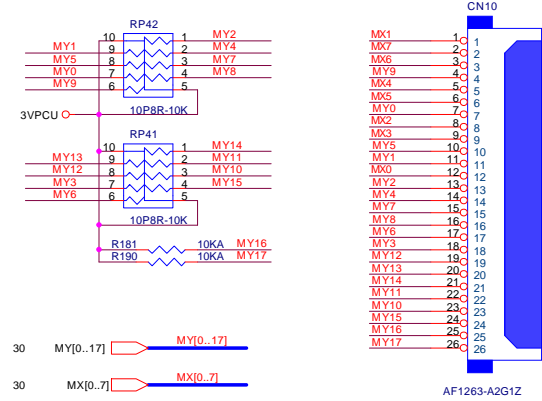 RP42
10 1 MY2
MY1 9 2 MY4
MY5 8 3 MY7
MY0 7 4 MY8
MY9 6 5
3VPCU
10P8R-10K
RP41
10 1 MY14
MY13 9 2 MY11
MY12 8 3 MY10
MY3 7 4 MY15
MY6 6 5
10P8R-10K
R181 10KA MY16
R190 10KA MY17
30 MY[0..17] MY[0..17]
30 MX[0..7] MX[0..7]
CN10
MX1 1 1
MX7 2 2
MX6 3 3
MY9 4 4
MX4 5 5
MX5 6 6
MY0 7 7
MX2 8 8
MX3 9 9
MY5 10 10
MY1 11 11
MX0 12 12
MY2 13 13
MY4 14 14
MY7 15 15
MY8 16 16
MY6 17 17
MY3 18 18
MY12 19 19
MY13 20 20
MY14 21 21
MY11 22 22
MY10 23 23
MY15 24 24
MY16 25 25
MY17 26 26
AF1263-A2G1Z